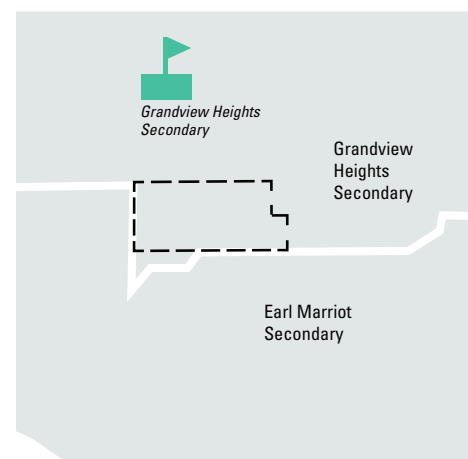 Grandview Heights
Secondary
Grandview
Heights
Secondary
Earl Marriot
Secondary